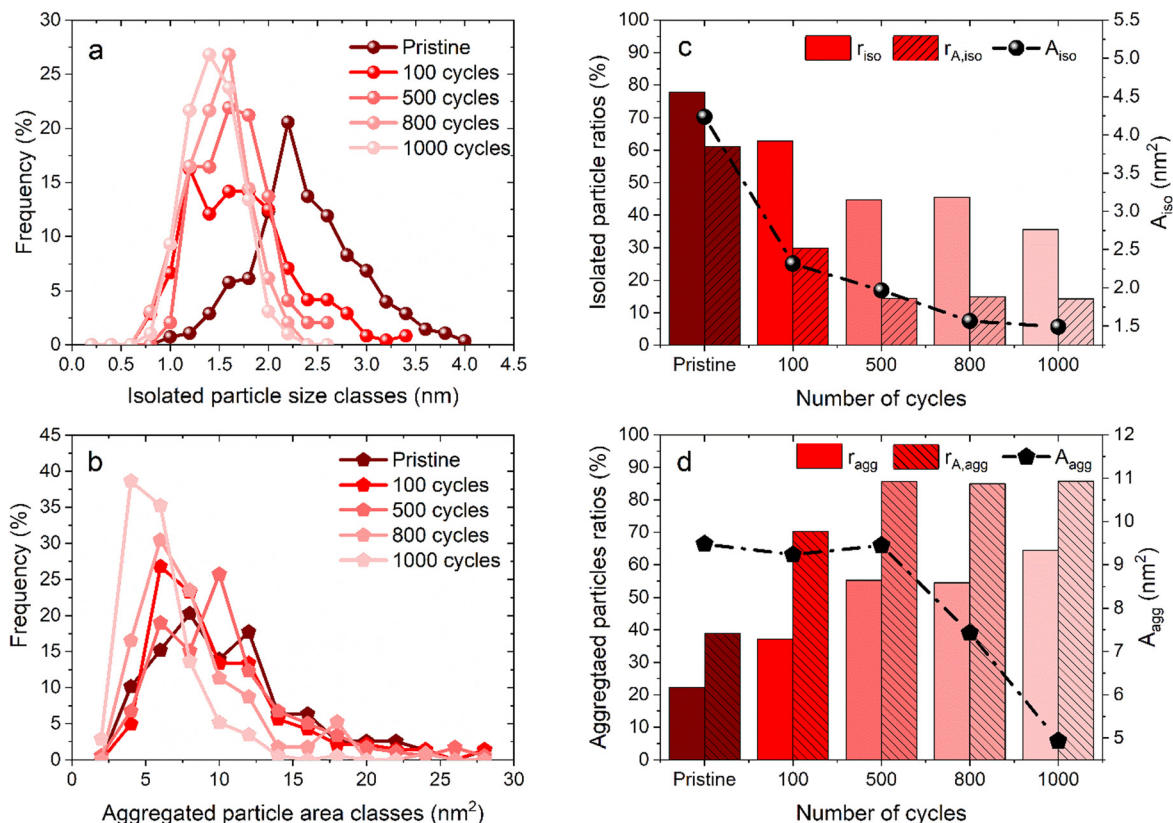 a
Pristine
100 cycles
500 cycles
800 cycles
1000 cycles
30
25
20
15
10
5
0
Frequency (%)
0.0 0.5 1.0 1.5 2.0 2.5 3.0 3.5 4.0 4.5
Isolated particle size classes (nm)
c
r_iso r_A,iso A_iso
100
90
80
70
60
50
40
30
20
10
0
Isolated particle ratios (%)
5.5
5.0
4.5
4.0
3.5
3.0
2.5
2.0
1.5
A_iso (nm²)
Pristine 100 500 800 1000
Number of cycles
b
Pristine
100 cycles
500 cycles
800 cycles
1000 cycles
45
40
35
30
25
20
15
10
5
0
Frequency (%)
0 5 10 15 20 25 30
Aggregated particle area classes (nm²)
d
r_agg r_A,agg A_agg
100
90
80
70
60
50
40
30
20
10
0
Aggregtaed particles ratios (%)
12
11
10
9
8
7
6
5
A_agg (nm²)
Pristine 100 500 800 1000
Number of cycles